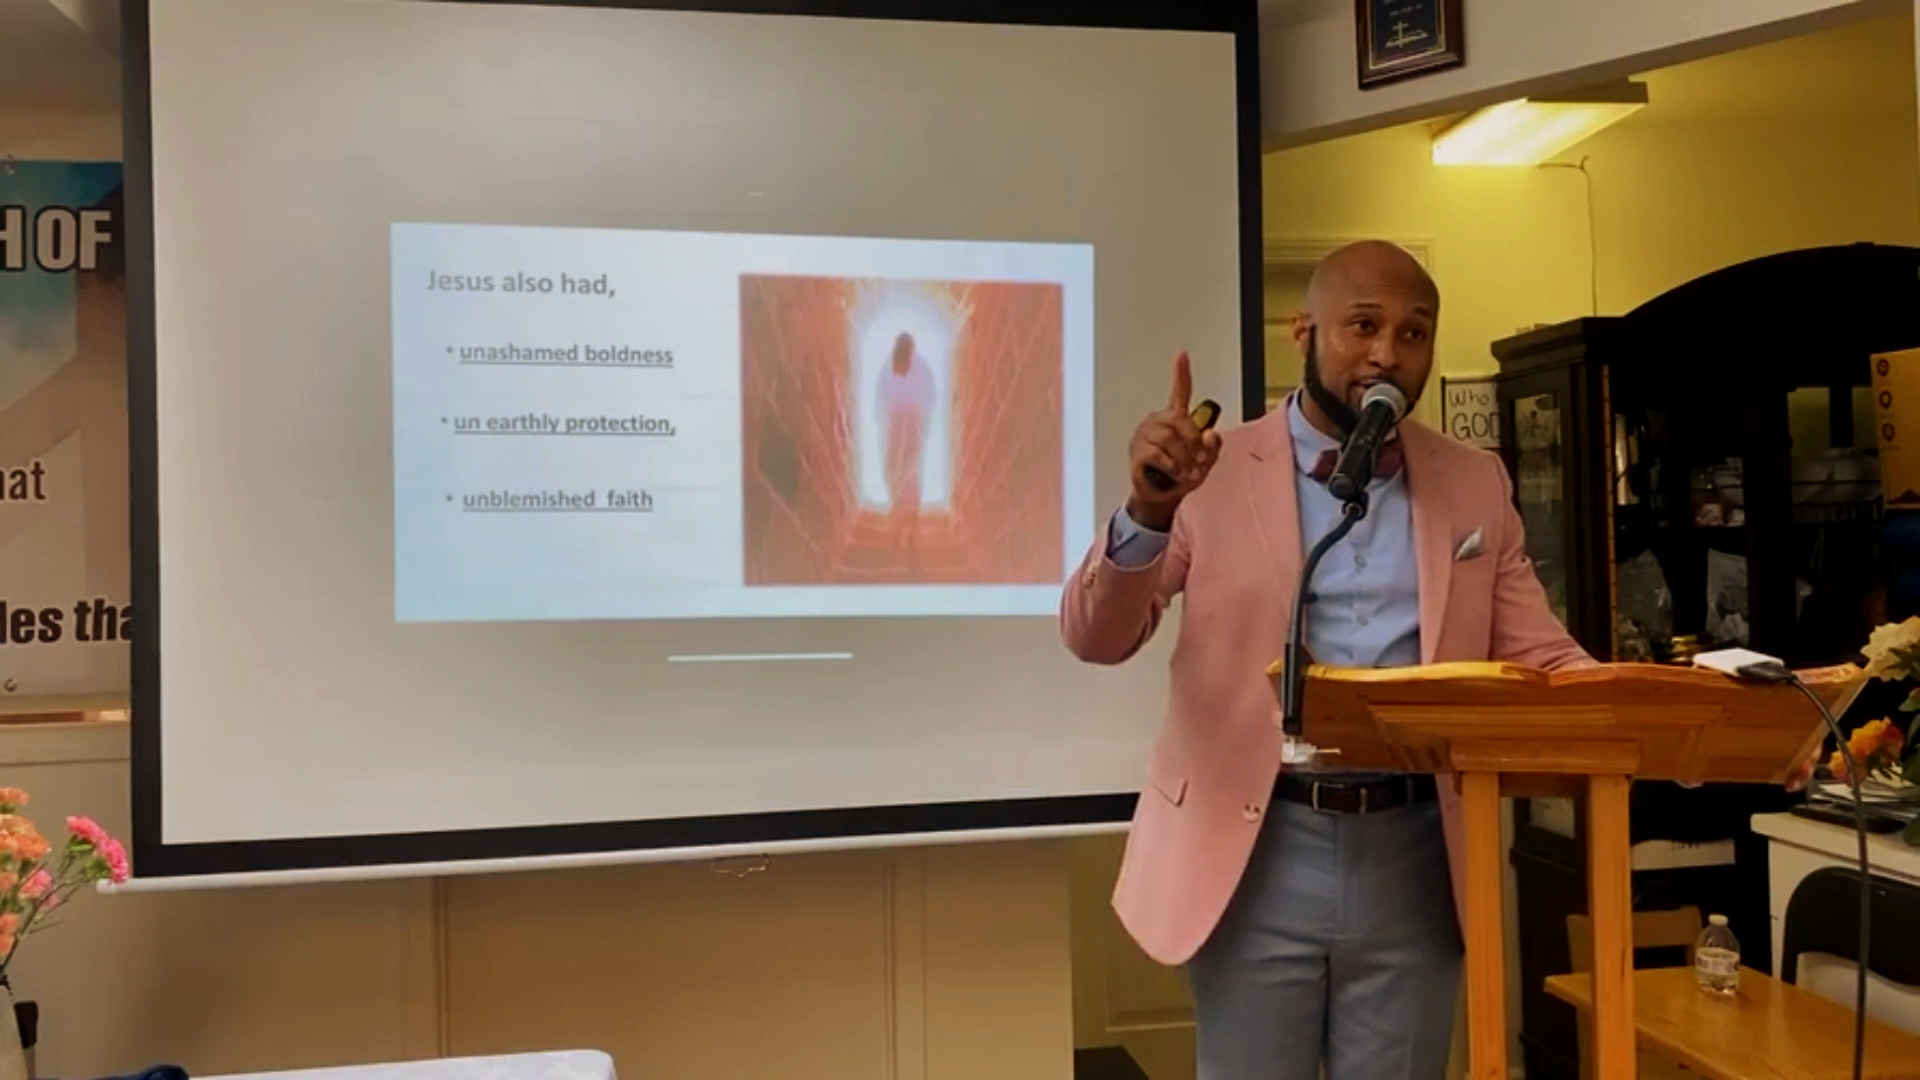 H OF
hat
les tha
Jesus also had,
• unashamed boldness
• un earthly protection,
• unblemished faith
Who
GOD